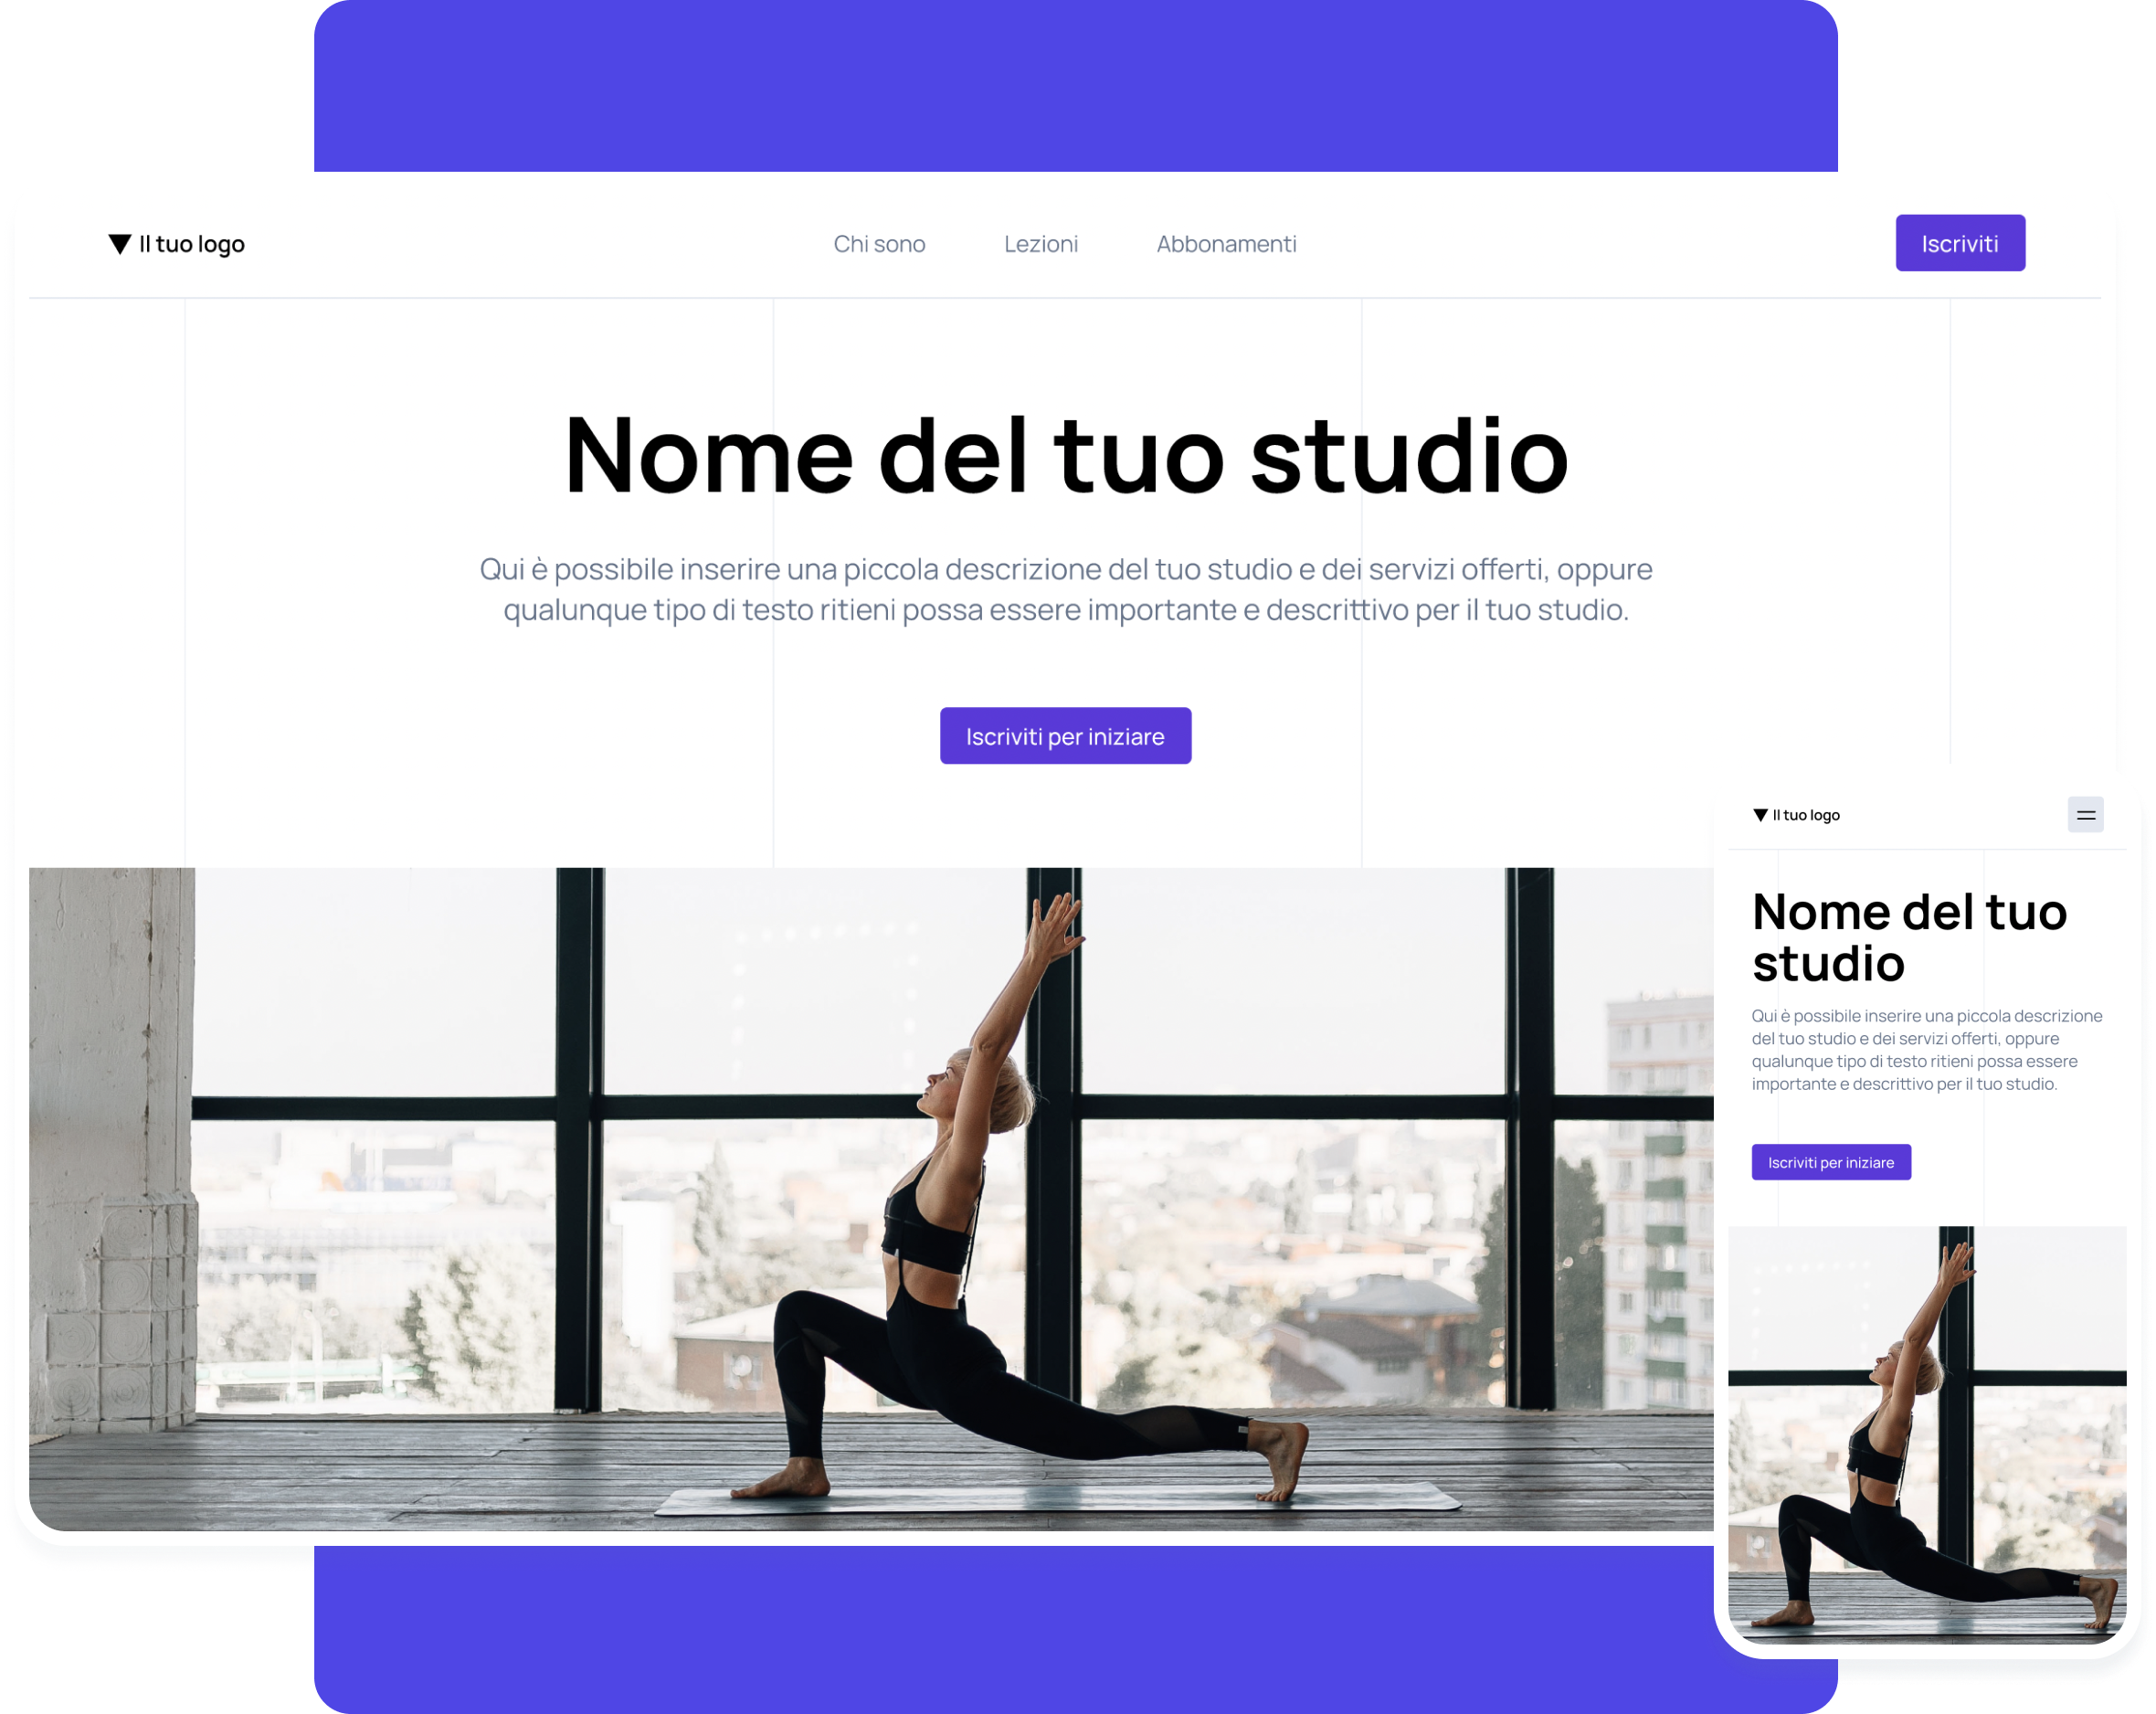 Il tuo logo
Chi sono
Lezioni
Abbonamenti
Iscriviti
Nome del tuo studio
Qui è possibile inserire una piccola descrizione del tuo studio e dei servizi offerti, oppure
qualunque tipo di testo ritieni possa essere importante e descrittivo per il tuo studio.
Iscriviti per iniziare
Il tuo logo
Nome del tuo
studio
Qui è possibile inserire una piccola descrizione
del tuo studio e dei servizi offerti, oppure
qualunque tipo di testo ritieni possa essere
importante e descrittivo per il tuo studio.
Iscriviti per iniziare